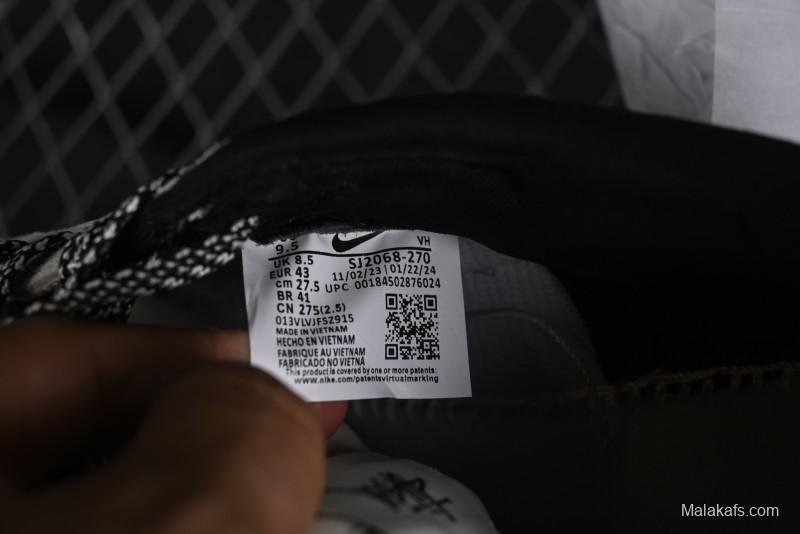 9.5
VH
UK 8.5
SJ2068-270
EUR 43
11/02/23 | 01/22/24
cm 27.5
UPC 00184502876024
BR 41
CN 275(2.5)
013VLVJFSZ915
MADE IN VIETNAM
HECHO EN VIETNAM
FABRIQUE AU VIETNAM
FABRICADO NO VIETNÃ
This product is covered by one or more patents:
www.nike.com/patentsvirtualmarking
Malakafs.com